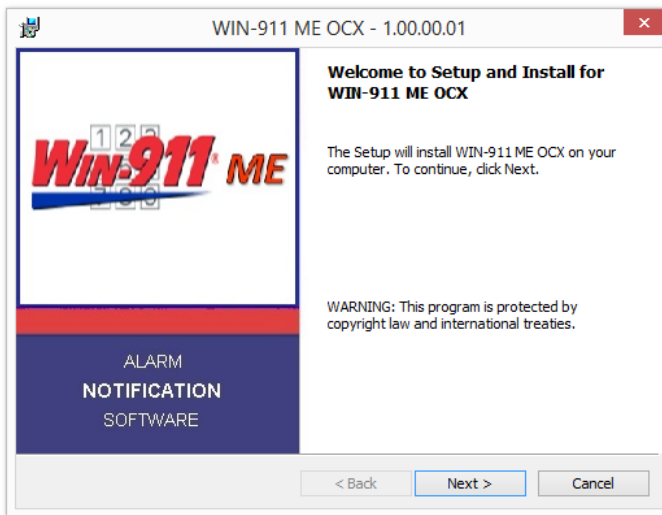 WIN-911 ME OCX - 1.00.00.01
WIN-911® ME
ALARM
NOTIFICATION
SOFTWARE
Welcome to Setup and Install for
WIN-911 ME OCX
The Setup will install WIN-911 ME OCX on your
computer. To continue, click Next.
WARNING: This program is protected by
copyright law and international treaties.
< Back
Next >
Cancel